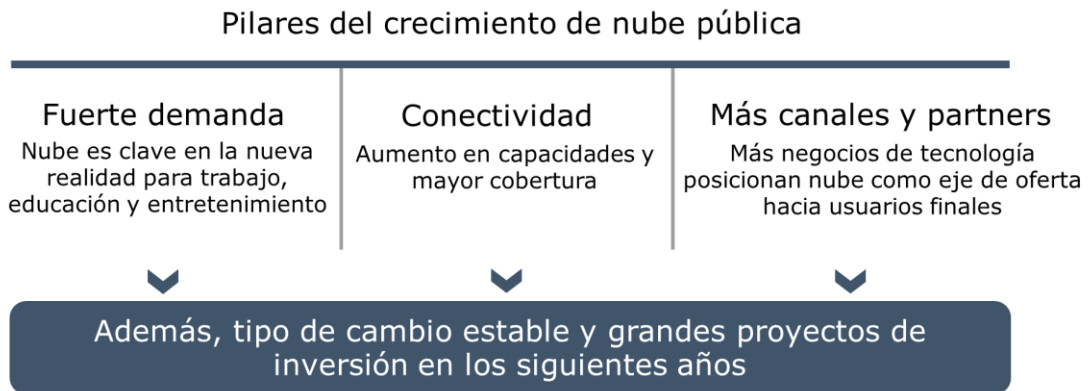 Pilares del crecimiento de nube pública
Fuerte demanda
Nube es clave en la nueva
realidad para trabajo,
educación y entretenimiento
Conectividad
Aumento en capacidades y
mayor cobertura
Más canales y partners
Más negocios de tecnología
posicionan nube como eje de oferta
hacia usuarios finales
Además, tipo de cambio estable y grandes proyectos de
inversión en los siguientes años